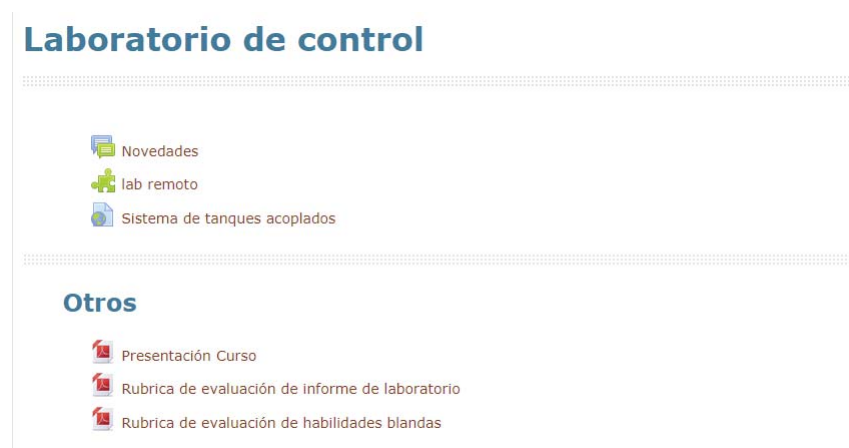 Laboratorio de control
Novedades
lab remoto
Sistema de tanques acoplados
Otros
Presentación Curso
Rubrica de evaluación de informe de laboratorio
Rubrica de evaluación de habilidades blandas